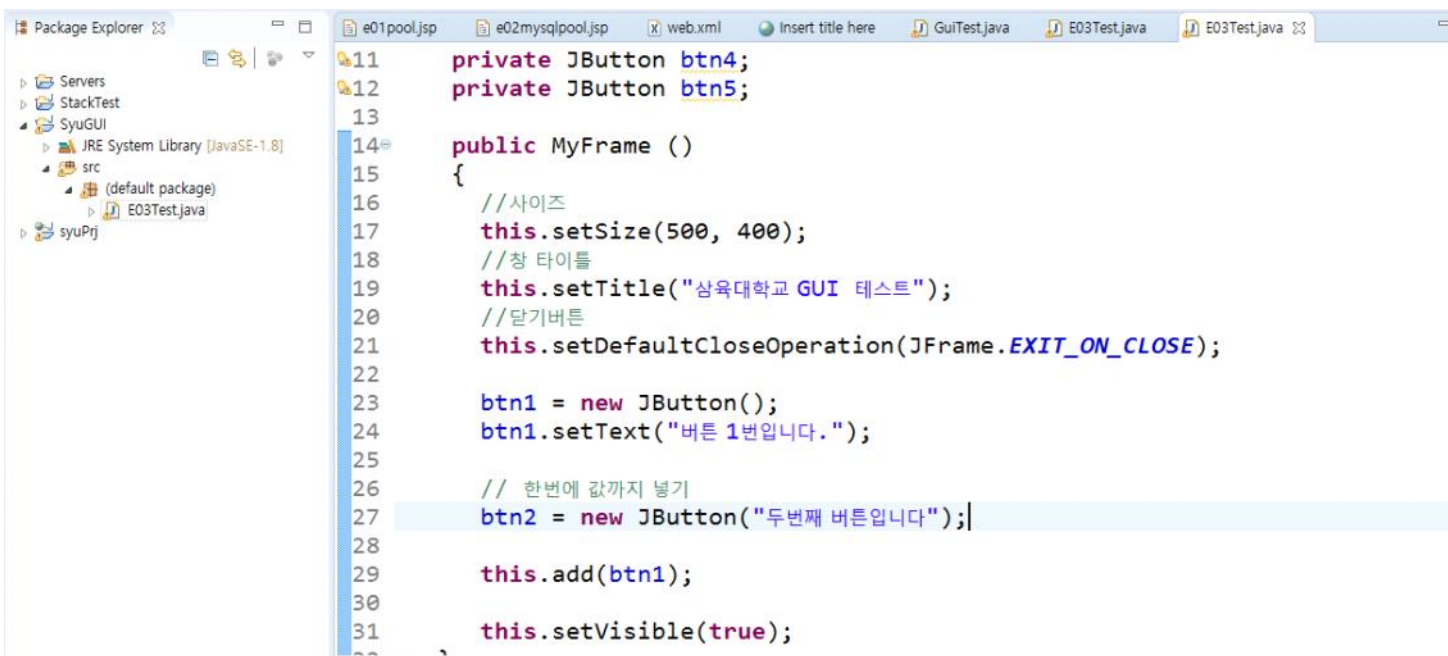 Package Explorer
Servers
StackTest
SyuGUI
JRE System Library [JavaSE-1.8]
src
(default package)
E03Test.java
syuPrj
e01pool.jsp e02mysqlpool.jsp web.xml Insert title here GuiTest.java E03Test.java E03Test.java
11 private JButton btn4;
12 private JButton btn5;
13
14 public MyFrame ()
15 {
16 //사이즈
17 this.setSize(500, 400);
18 //창 타이틀
19 this.setTitle("삼육대학교 GUI 테스트");
20 //닫기버튼
21 this.setDefaultCloseOperation(JFrame.EXIT_ON_CLOSE);
22
23 btn1 = new JButton();
24 btn1.setText("버튼 1번입니다.");
25
26 // 한번에 값까지 넣기
27 btn2 = new JButton("두번째 버튼입니다");
28
29 this.add(btn1);
30
31 this.setVisible(true);